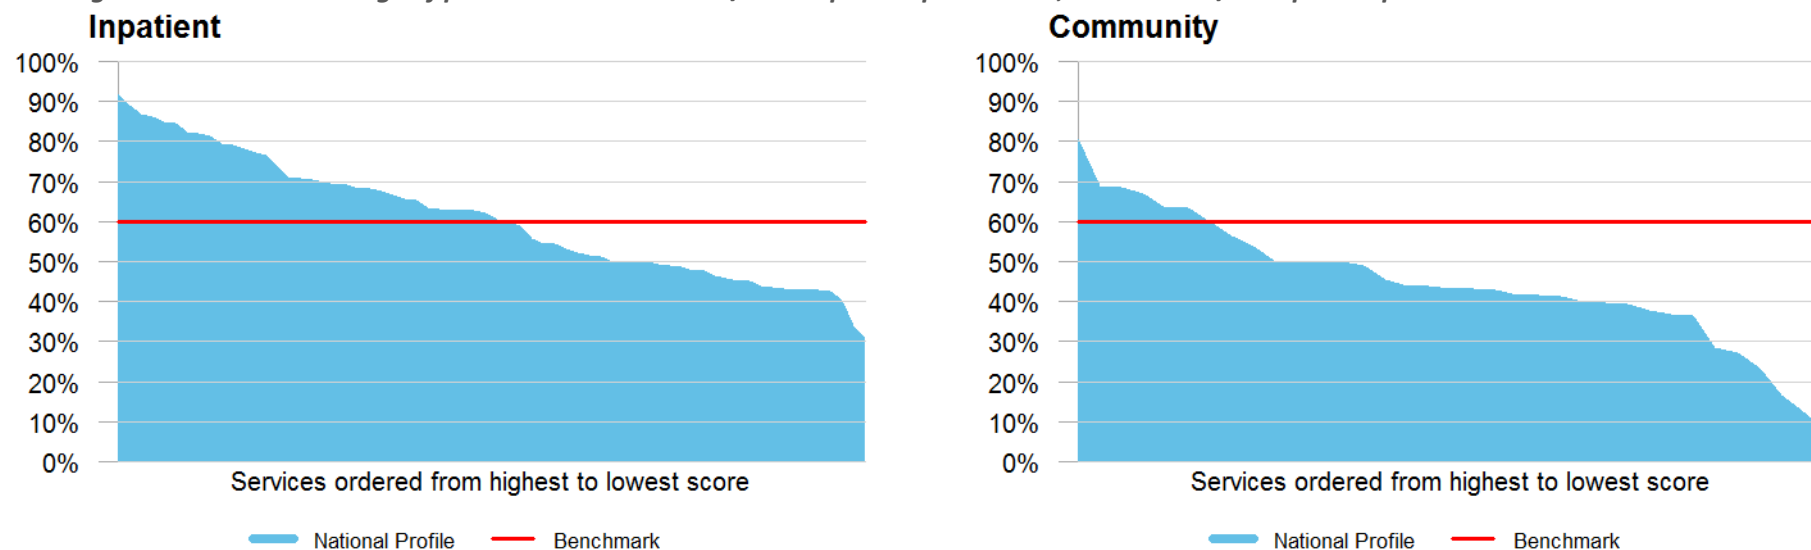 Inpatient
100%
90%
80%
70%
60%
50%
40%
30%
20%
10%
0%
Services ordered from highest to lowest score
National Profile
Benchmark
Community
100%
90%
80%
70%
60%
50%
40%
30%
20%
10%
0%
Services ordered from highest to lowest score
National Profile
Benchmark